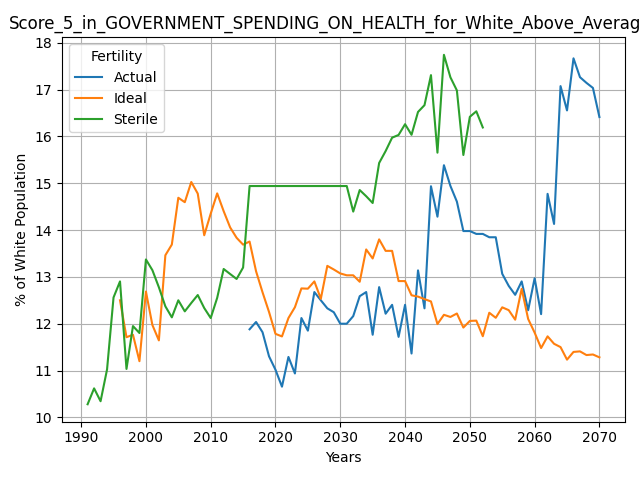 Score_5_in_GOVERNMENT_SPENDING_ON_HEALTH_for_White_Above_Averag
Fertility
Actual
Ideal
Sterile
% of White Population
18
17
16
15
14
13
12
11
10
1990 2000 2010 2020 2030 2040 2050 2060 2070
Years